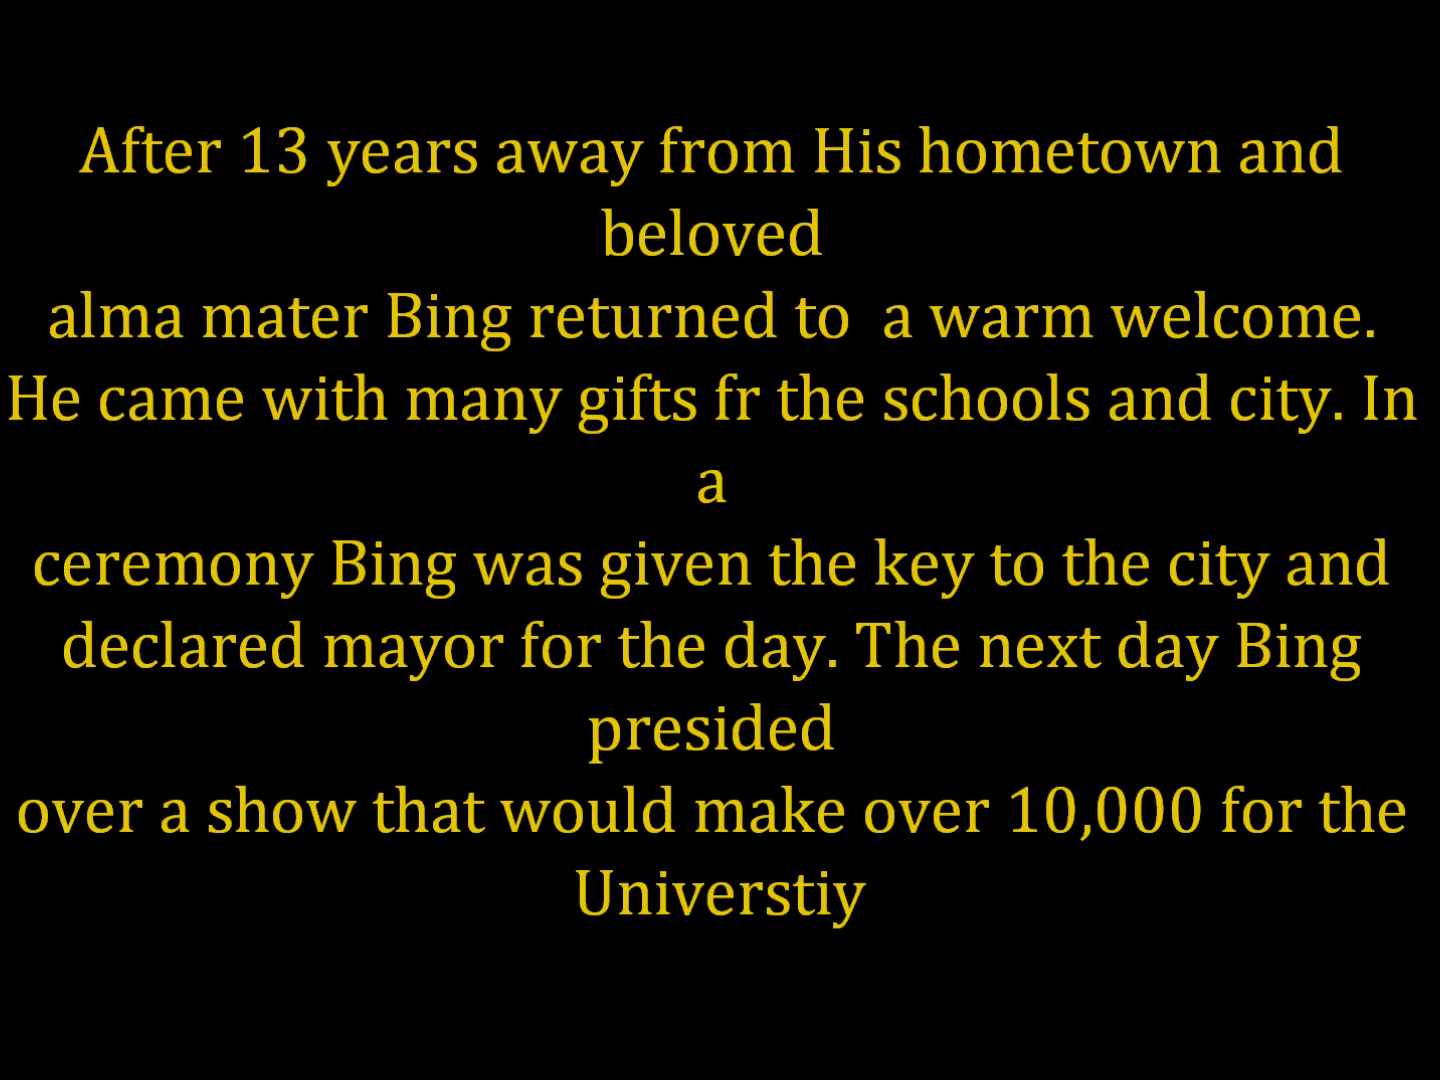 After 13 years away from His hometown and
beloved
alma mater Bing returned to  a warm welcome.
He came with many gifts fr the schools and city. In
a
ceremony Bing was given the key to the city and
declared mayor for the day. The next day Bing
presided
over a show that would make over 10,000 for the
Universtiy